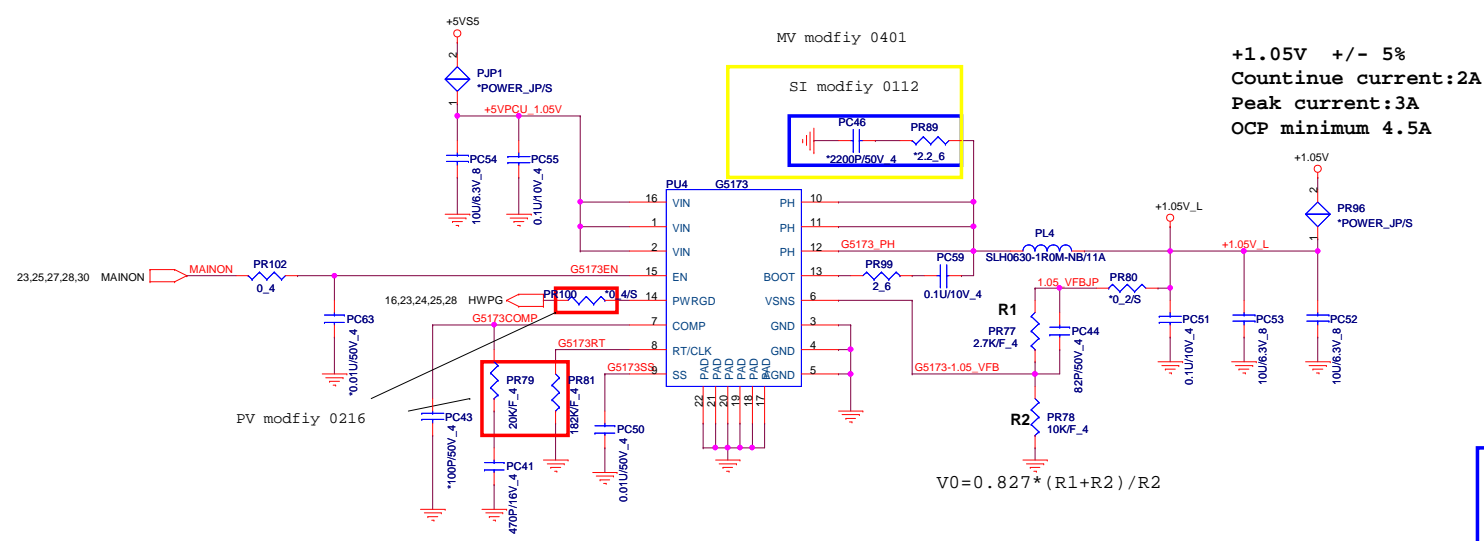 +5VS5
2
PJP1
*POWER_JP/S
1
+5VPCU_1.05V
PC54
10U/6.3V_8
PC55
0.1U/10V_4
MV modfiy 0401
SI modfiy 0112
PC46
*2200P/50V_4
PR89
*2.2_6
+1.05V +/- 5%
Countinue current:2A
Peak current:3A
OCP minimum 4.5A
+1.05V
2
PR96
*POWER_JP/S
1
+1.05V_L
+1.05V_L
PU4
G5173
16 VIN
1 VIN
2 VIN
15 EN
14 PWRGD
7 COMP
8 RT/CLK
9 SS
PH 10
PH 11
PH 12
BOOT 13
VSNS 6
GND 3
GND 4
AGND 5
PAD PAD PAD PAD PAD PAD
22 21 20 19 18 17
G5173_PH
PL4
SLH0630-1R0M-NB/11A
PR99
2_6
PC59
0.1U/10V_4
23,25,27,28,30 MAINON
MAINON
PR102
0_4
G5173EN
PC63
*0.01U/50V_4
16,23,24,25,28 HWPG
PR100
*0_4/S
G5173COMP
G5173RT
G5173SS
PR79
20K/F_4
PR81
182K/F_4
PV modfiy 0216
PC43
*100P/50V_4
PC41
470P/16V_4
PC50
0.01U/50V_4
1.05_VFBJP
PR80
*0_2/S
R1
PR77
2.7K/F_4
PC44
82P/50V_4
G5173-1.05_VFB
R2
PR78
10K/F_4
PC51
0.1U/10V_4
PC53
10U/6.3V_8
PC52
10U/6.3V_8
V0=0.827*(R1+R2)/R2